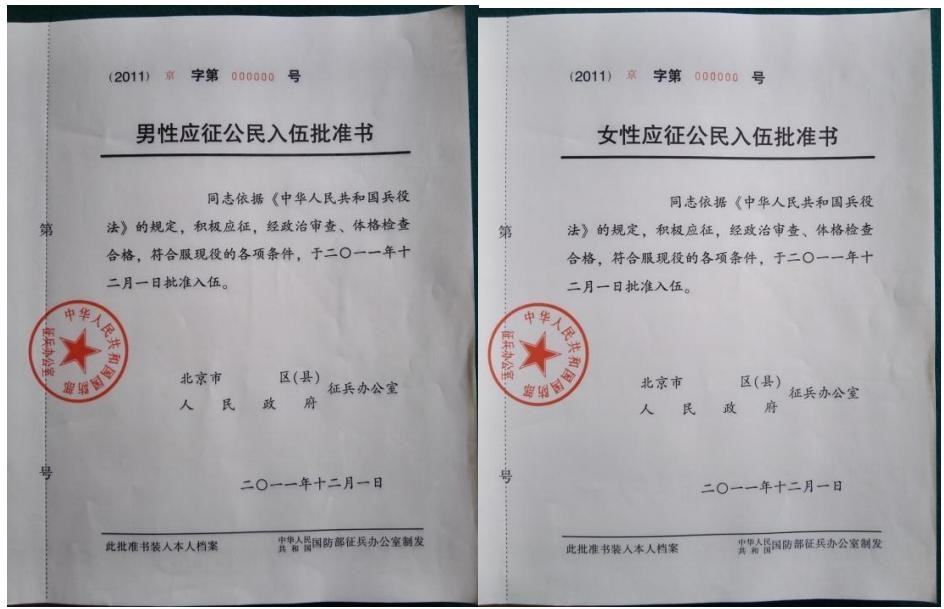 (2011) 京 字第 000000 号
男性应征公民入伍批准书
同志依据《中华人民共和国兵役
法》的规定，积极应征，经政治审查、体格检查
合格，符合服现役的各项条件，于二〇一一年十
二月一日批准入伍。
第
中华人民共和国国防部
征兵办公室
北京市 区(县)
人民政府 征兵办公室
号
二〇一一年十二月一日
此批准书装入本人档案 中华人民共和国国防部征兵办公室制发
(2011) 京 字第 000000 号
女性应征公民入伍批准书
同志依据《中华人民共和国兵役
法》的规定，积极应征，经政治审查、体格检查
合格，符合服现役的各项条件，于二〇一一年十
二月一日批准入伍。
第
中华人民共和国国防部
征兵办公室
北京市 区(县)
人民政府 征兵办公室
号
二〇一一年十二月一日
此批准书装入本人档案 中华人民共和国国防部征兵办公室制发